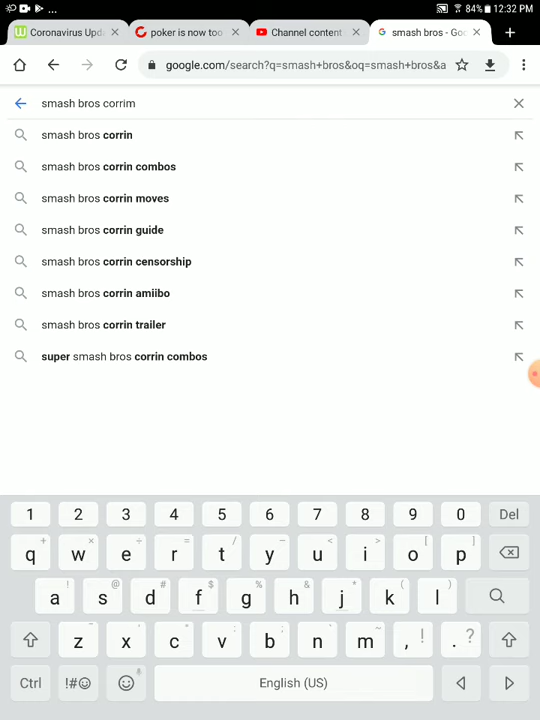 ... 84% 12:32 PM
Coronavirus Upda
poker is now too
Channel content
smash bros - Goo
google.com/search?q=smash+bros&oq=smash+bros&a
smash bros corrim
smash bros corrin
smash bros corrin combos
smash bros corrin moves
smash bros corrin guide
smash bros corrin censorship
smash bros corrin amiibo
smash bros corrin trailer
super smash bros corrin combos
1 2 3 4 5 6 7 8 9 0 Del
+ × ÷ = / _ < > [ ]
q w e r t y u i o p
! @ # $ % ^ & * ( )
a s d f g h j k l
- ' " : ; , ? ~ !  ?
z x c v b n m , .
Ctrl !#☺ English (US)